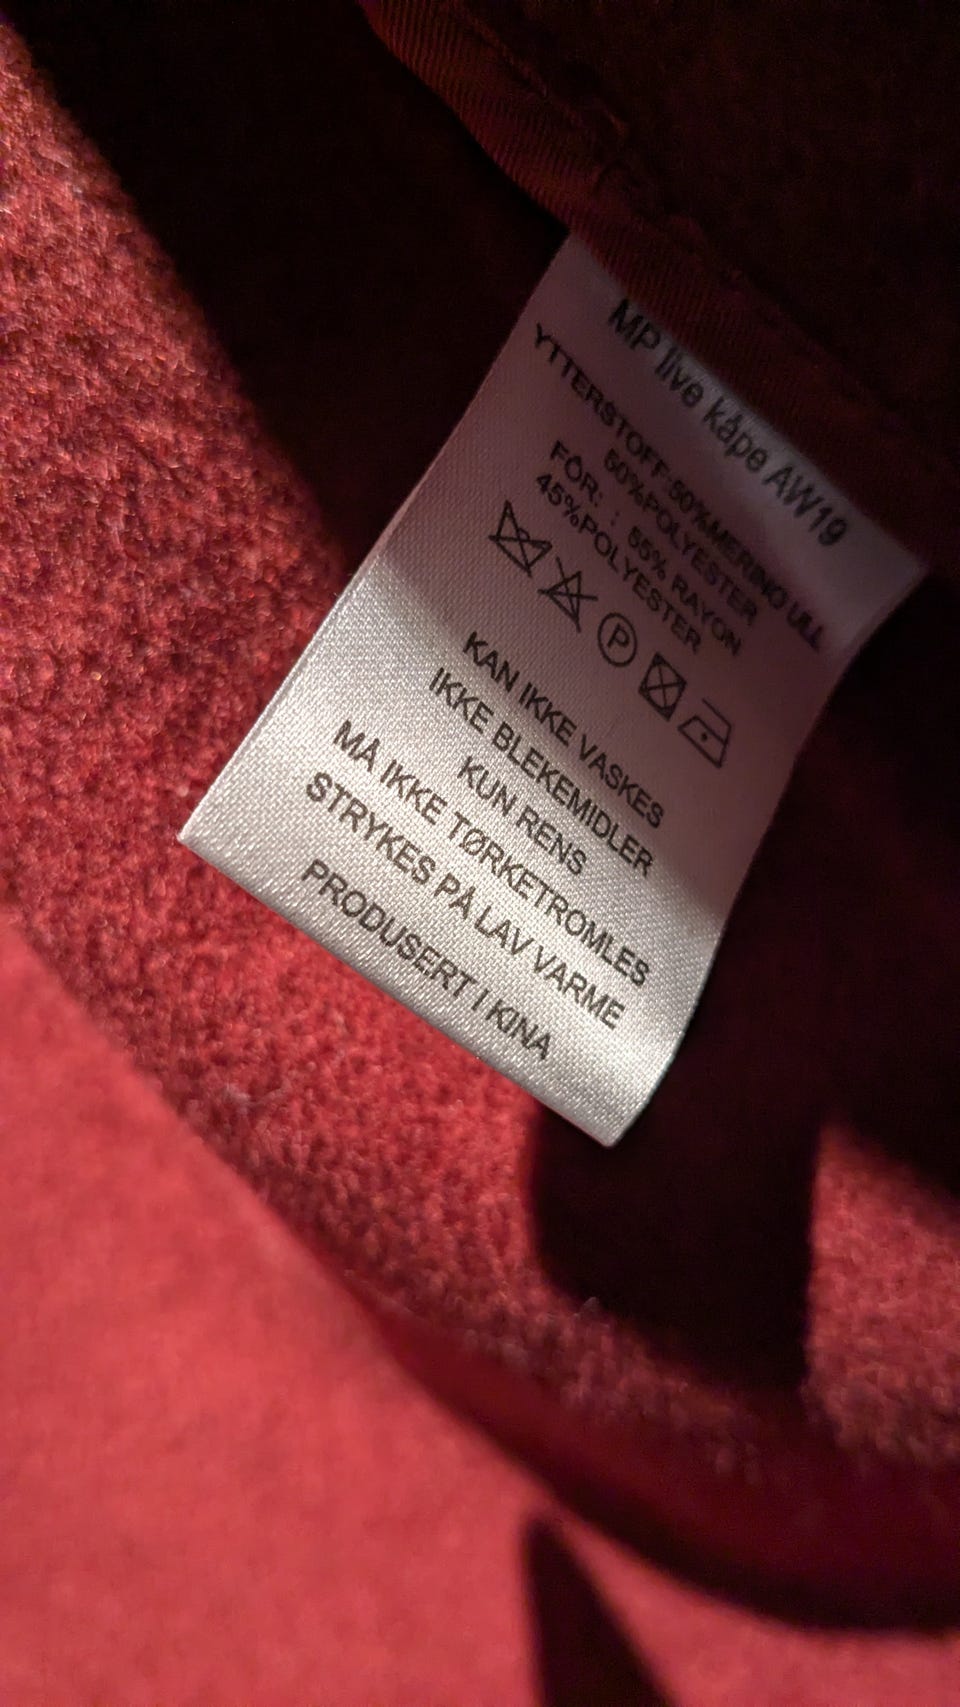 MP live kåpe AW19
YTTERSTOFF:50%MERINO ULL
50%POLYESTER
FÔR: : 55% RAYON
45%POLYESTER
P
KAN IKKE VASKES
IKKE BLEKEMIDLER
KUN RENS
MÅ IKKE TØRKETROMLES
STRYKES PÅ LAV VARME
PRODUSERT I KINA